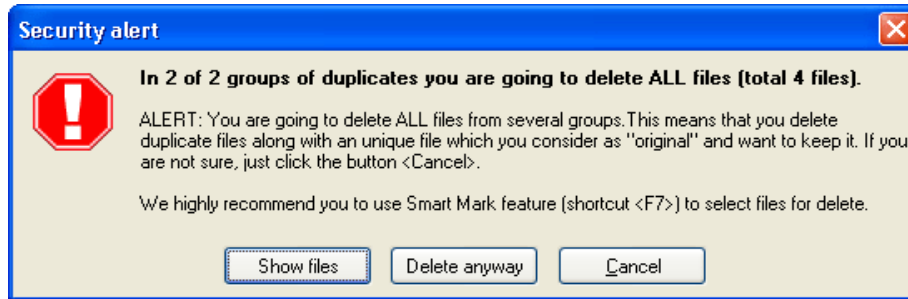 Security alert
In 2 of 2 groups of duplicates you are going to delete ALL files (total 4 files).
ALERT: You are going to delete ALL files from several groups.This means that you delete
duplicate files along with an unique file which you consider as "original" and want to keep it. If you
are not sure, just click the button <Cancel>.
We highly recommend you to use Smart Mark feature (shortcut <F7>) to select files for delete.
Show files Delete anyway Cancel